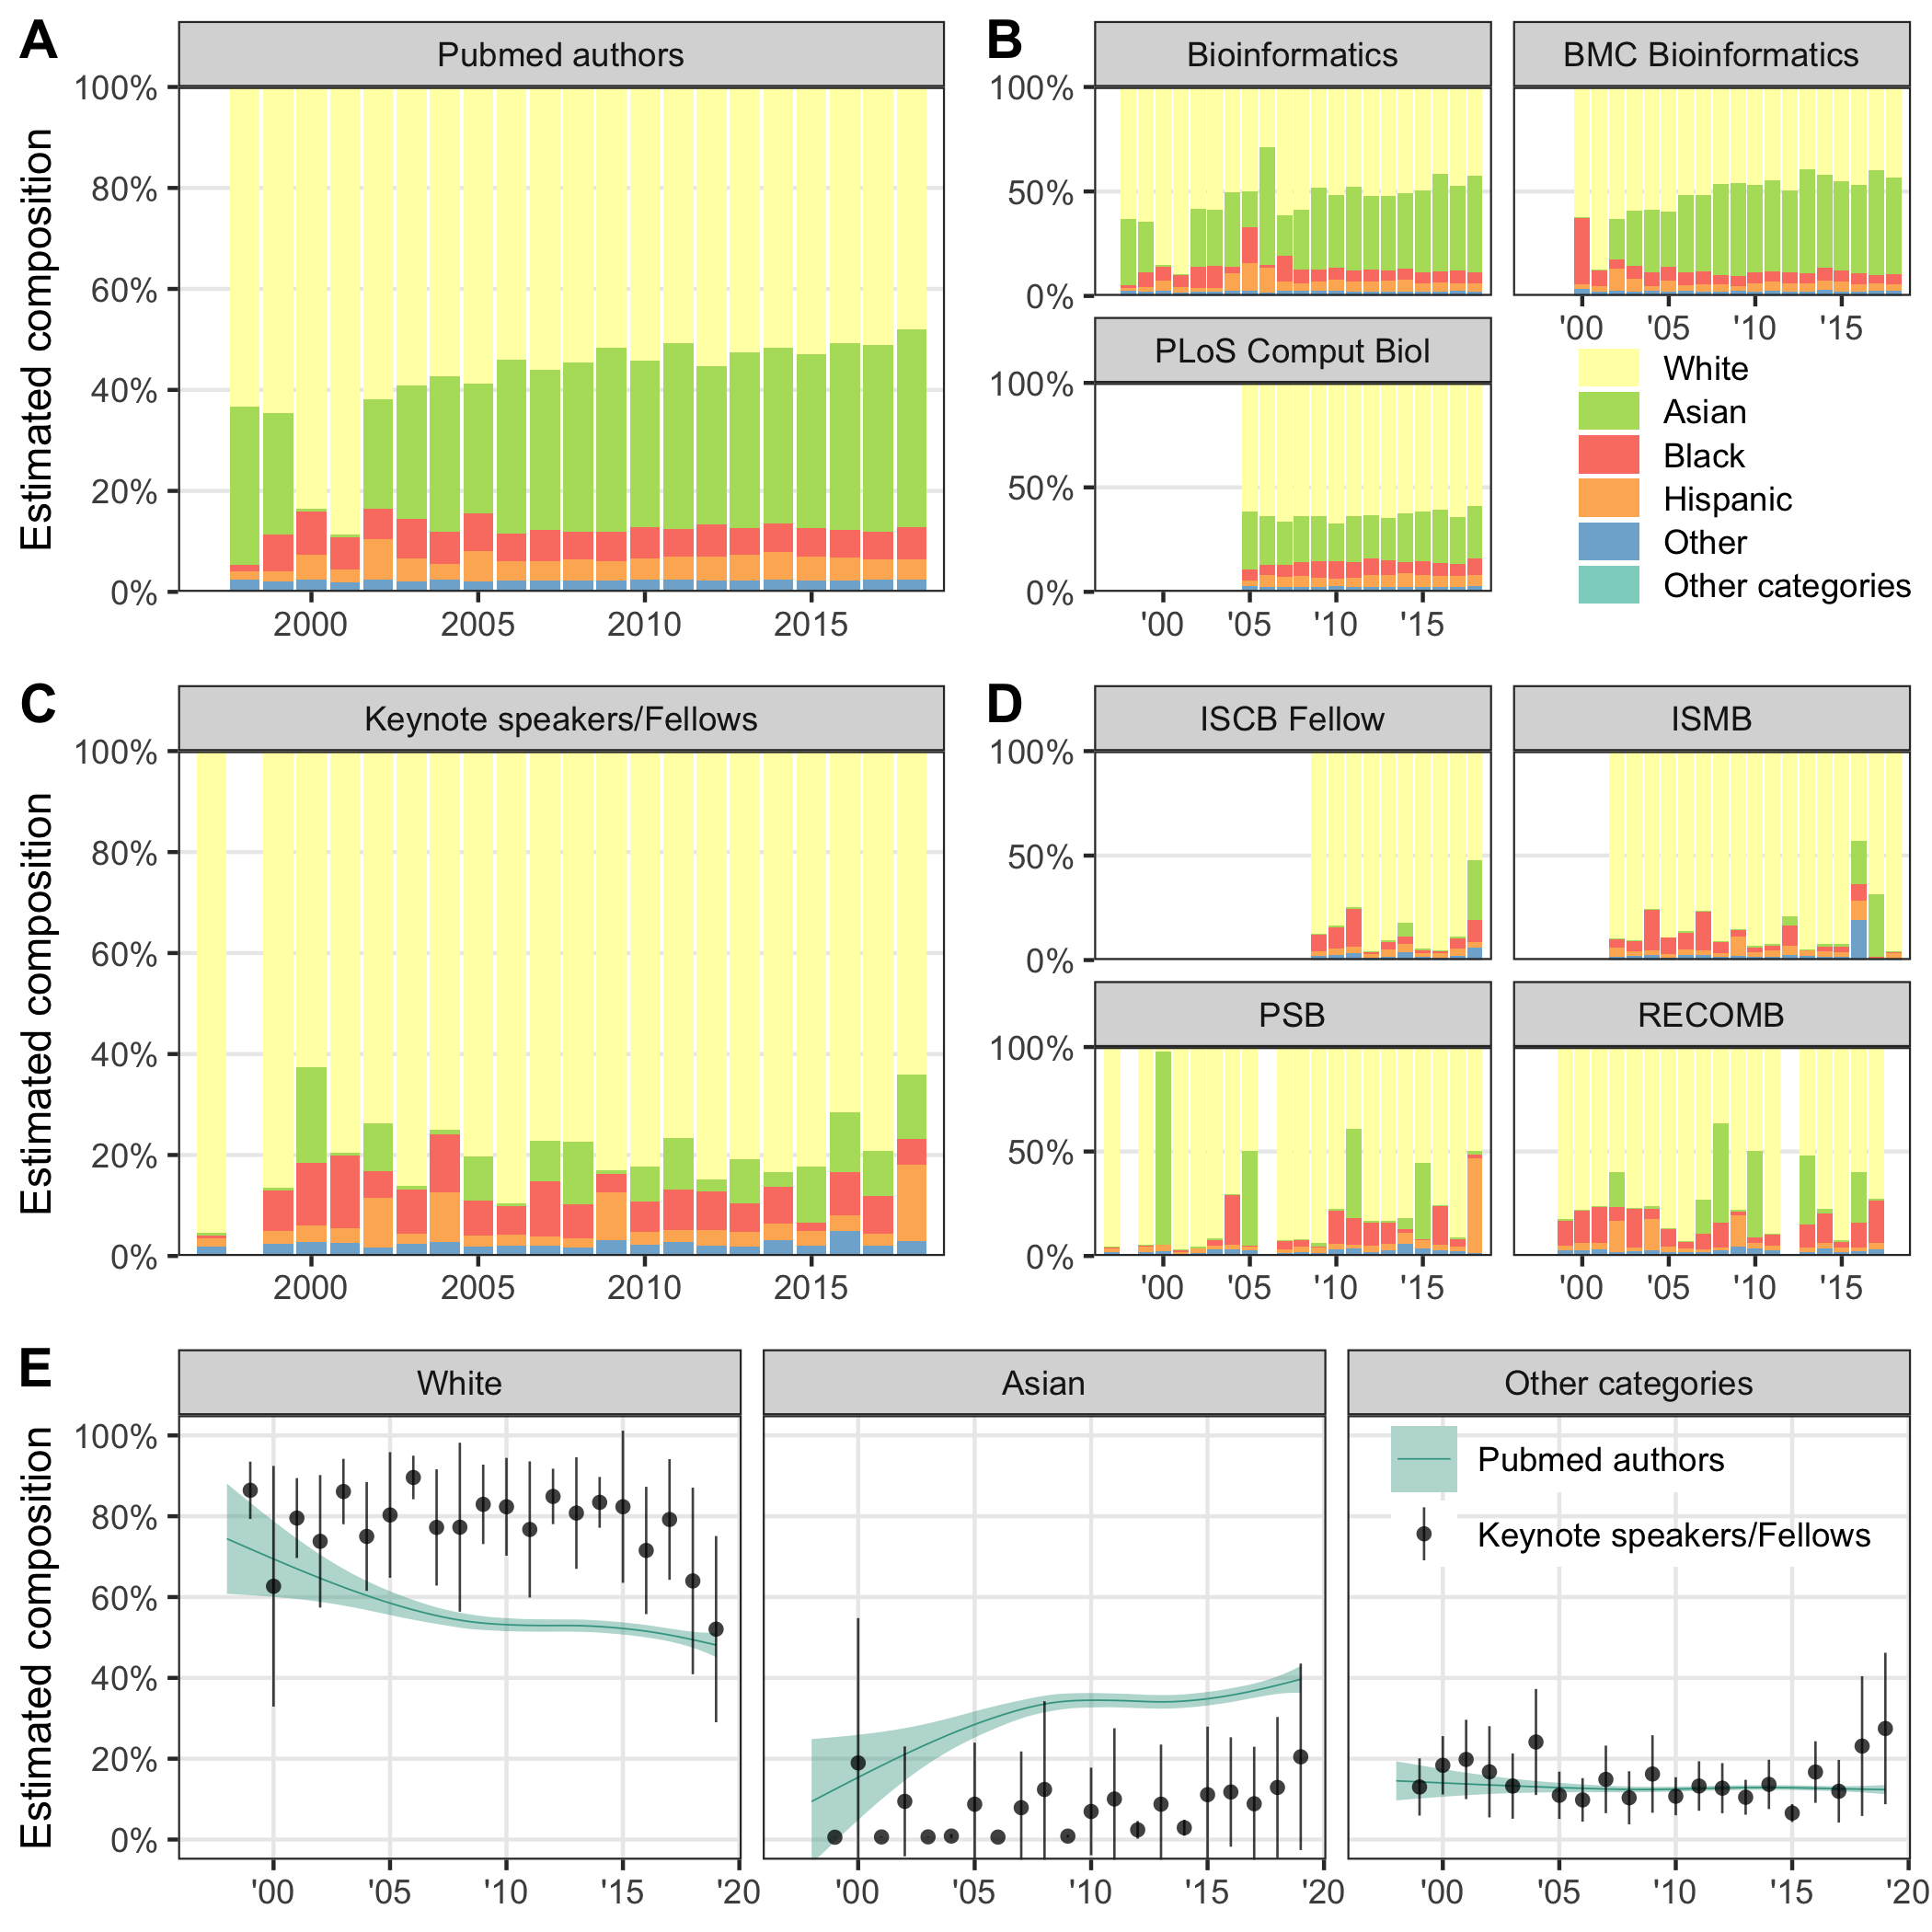 A
Pubmed authors
Estimated composition
100%
80%
60%
40%
20%
0%
2000 2005 2010 2015
B
Bioinformatics
BMC Bioinformatics
100%
50%
0%
'00 '05 '10 '15
PLoS Comput Biol
100%
50%
0%
'00 '05 '10 '15
White
Asian
Black
Hispanic
Other
Other categories
C
Keynote speakers/Fellows
Estimated composition
100%
80%
60%
40%
20%
0%
2000 2005 2010 2015
D
ISCB Fellow
ISMB
100%
50%
0%
PSB
RECOMB
100%
50%
0%
'00 '05 '10 '15
'00 '05 '10 '15
E
White
Asian
Other categories
Estimated composition
100%
80%
60%
40%
20%
0%
Pubmed authors
Keynote speakers/Fellows
'00 '05 '10 '15 '20
'00 '05 '10 '15 '20
'00 '05 '10 '15 '20